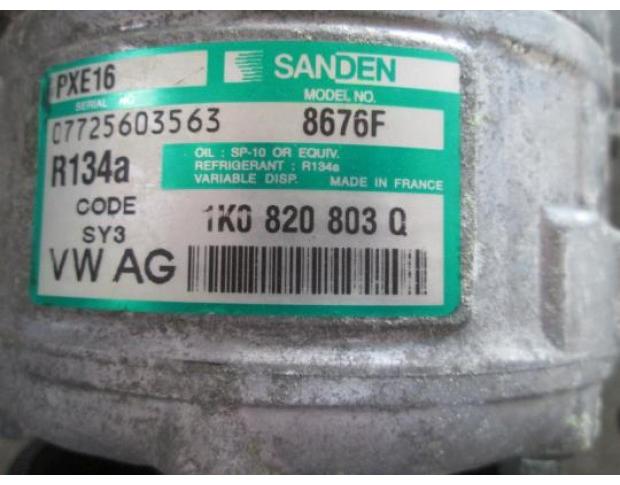 PXE16
SANDEN
SERIAL NO
MODEL NO.
07725603563
8676F
R134a
OIL : SP-10 OR EQUIV.
REFRIGERANT : R134a
VARIABLE DISP. MADE IN FRANCE
CODE
SY3
1K0 820 803 Q
VW AG